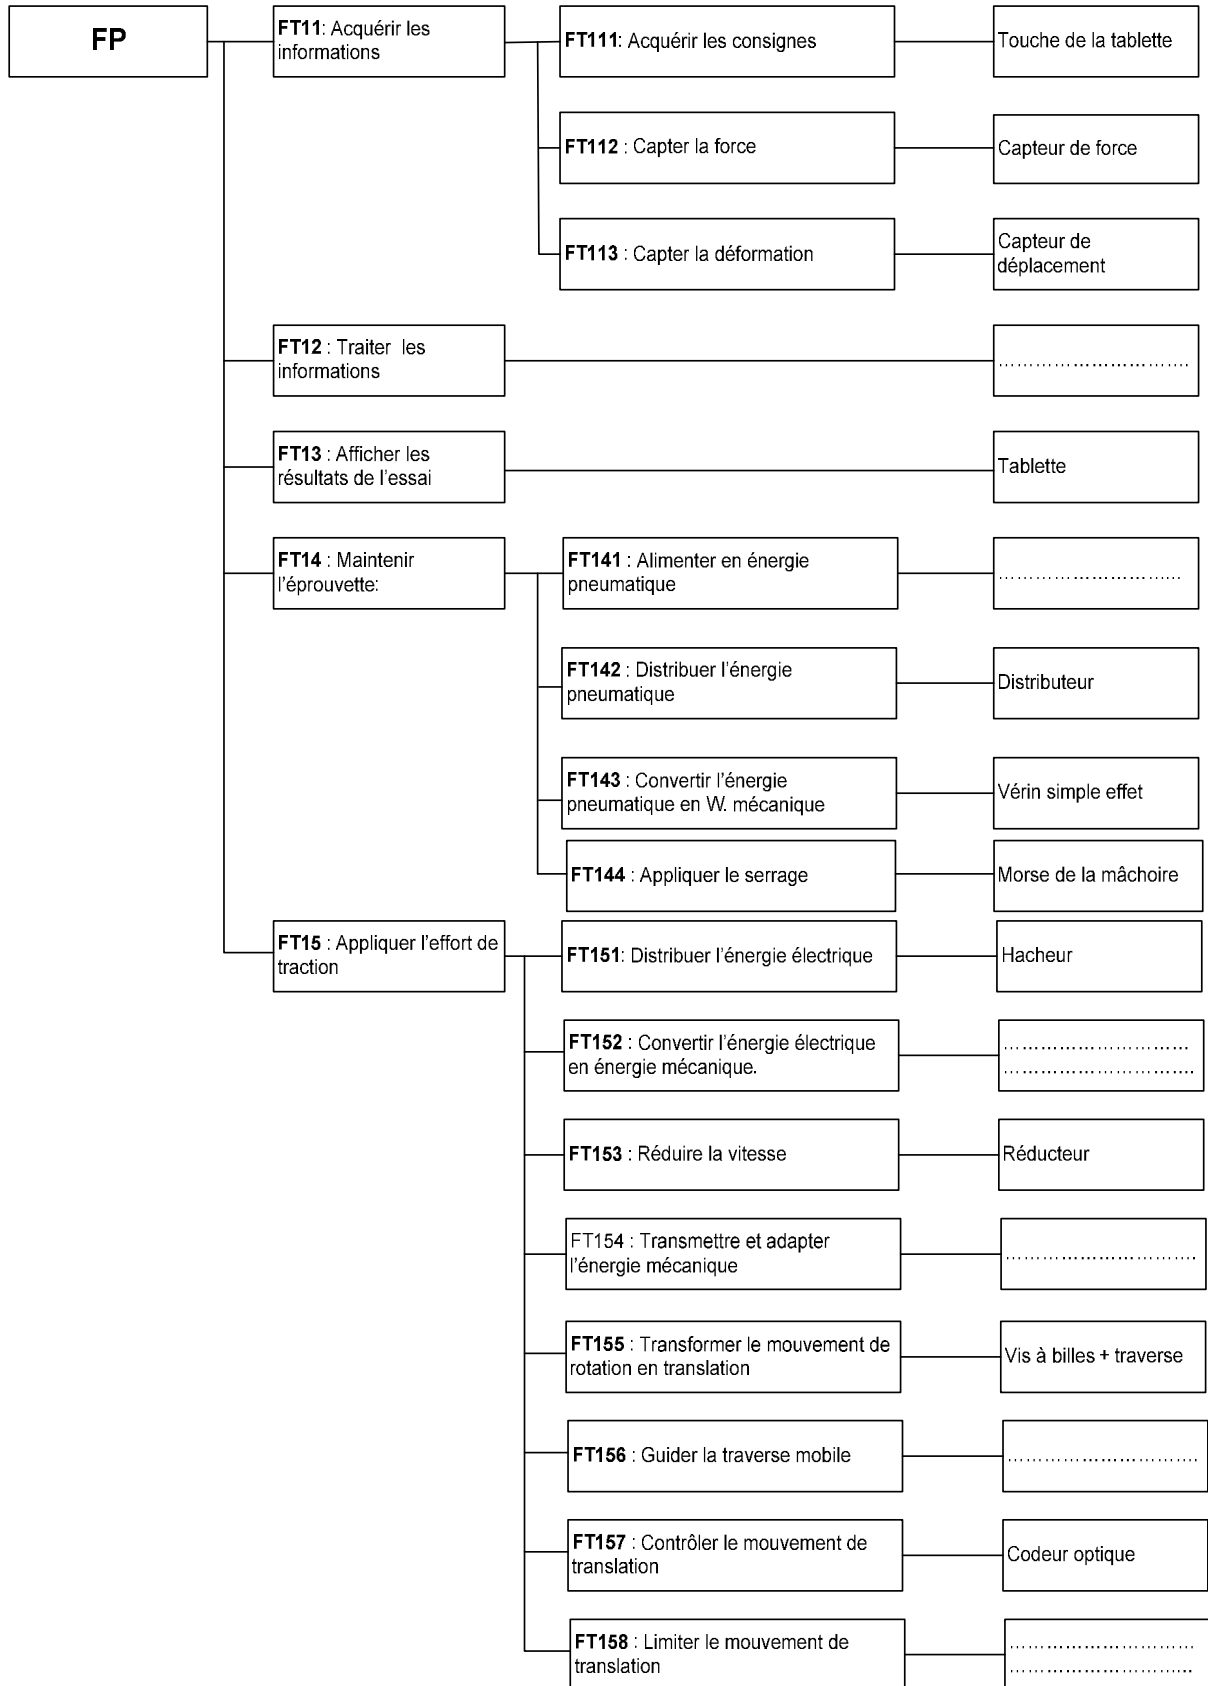 FP
FT11: Acquérir les
informations
FT111: Acquérir les consignes
Touche de la tablette
FT112 : Capter la force
Capteur de force
FT113 : Capter la déformation
Capteur de
déplacement
FT12 : Traiter les
informations
……………………………
FT13 : Afficher les
résultats de l'essai
Tablette
FT14 : Maintenir
l'éprouvette:
FT141 : Alimenter en énergie
pneumatique
…………………………
FT142 : Distribuer l'énergie
pneumatique
Distributeur
FT143 : Convertir l'énergie
pneumatique en W. mécanique
Vérin simple effet
FT144 : Appliquer le serrage
Morse de la mâchoire
FT15 : Appliquer l'effort de
traction
FT151: Distribuer l'énergie électrique
Hacheur
FT152 : Convertir l'énergie électrique
en énergie mécanique.
…………………………
………………………….
FT153 : Réduire la vitesse
Réducteur
FT154 : Transmettre et adapter
l'énergie mécanique
………………………….
FT155 : Transformer le mouvement de
rotation en translation
Vis à billes + traverse
FT156 : Guider la traverse mobile
………………………….
FT157 : Contrôler le mouvement de
translation
Codeur optique
FT158 : Limiter le mouvement de
translation
…………………………
………………………..